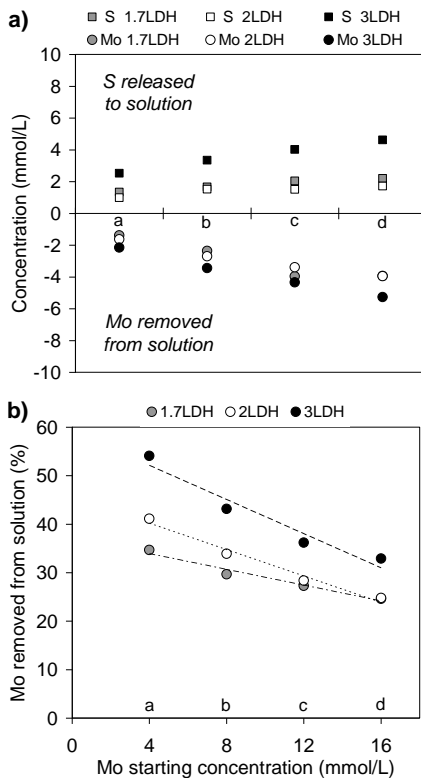 a)
S 1.7LDH S 2LDH S 3LDH
Mo 1.7LDH Mo 2LDH Mo 3LDH
Concentration (mmol/L)
10
8
6
4
2
0
-2
-4
-6
-8
-10
S released
to solution
a b c d
Mo removed
from solution
b)
1.7LDH 2LDH 3LDH
Mo removed from solution (%)
60
50
40
30
20
10
0
a b c d
0 4 8 12 16
Mo starting concentration (mmol/L)